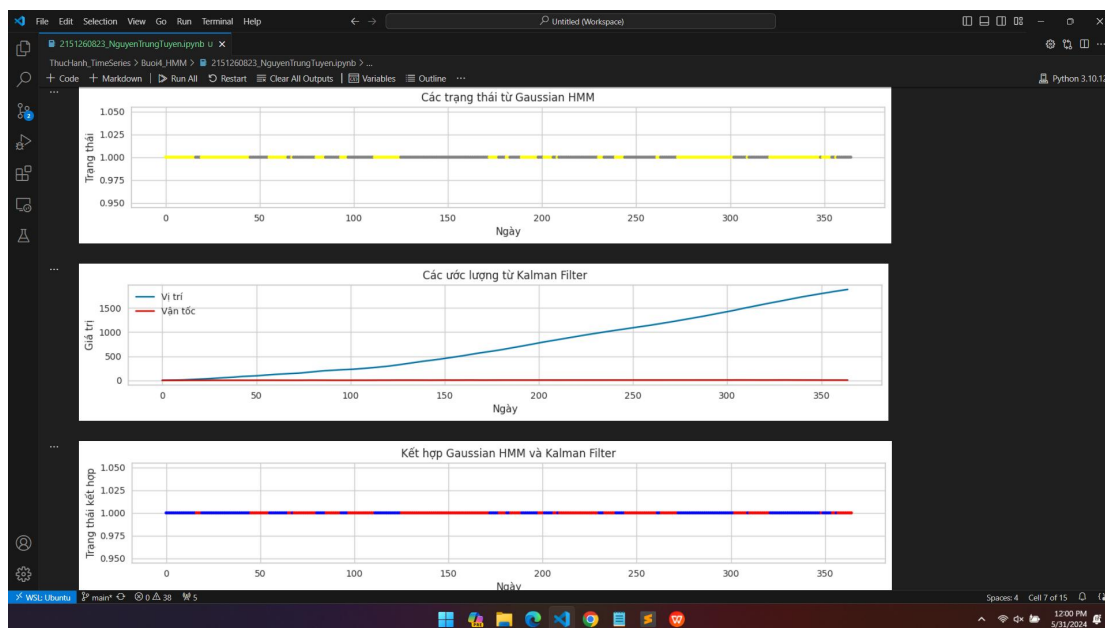 File Edit Selection View Go Run Terminal Help
Untitled (Workspace)
2151260823_NguyenTrungTuyen.ipynb U
ThucHanh_TimeSeries > Buoi4_HMM > 2151260823_NguyenTrungTuyen.ipynb > ...
+ Code + Markdown Run All Restart Clear All Outputs Variables Outline ...
Python 3.10.12
Các trạng thái từ Gaussian HMM
1.050
1.025
1.000
0.975
0.950
Trạng thái
0 50 100 150 200 250 300 350
Ngày
Các ước lượng từ Kalman Filter
Vị trí
Vận tốc
1500
1000
500
0
Giá trị
0 50 100 150 200 250 300 350
Ngày
Kết hợp Gaussian HMM và Kalman Filter
1.050
1.025
1.000
0.975
0.950
Trạng thái kết hợp
0 50 100 150 200 250 300 350
Ngày
WSL: Ubuntu main* 0 38 5
Spaces: 4 Cell 7 of 15
12:00 PM
5/31/2024